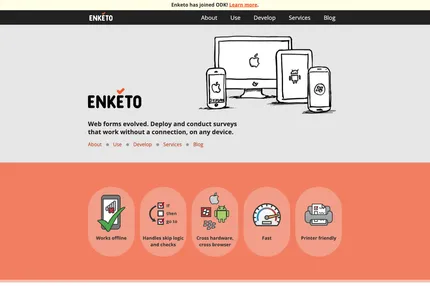 Enketo has joined ODK! Learn more.
ENKETO
About Use Develop Services Blog
ENKETO
Web forms evolved. Deploy and conduct surveys
that work without a connection, on any device.
About Use Develop Services Blog
if
then
go to
Works offline
Handles skip logic
and checks
Cross hardware,
cross browser
Fast
Printer friendly